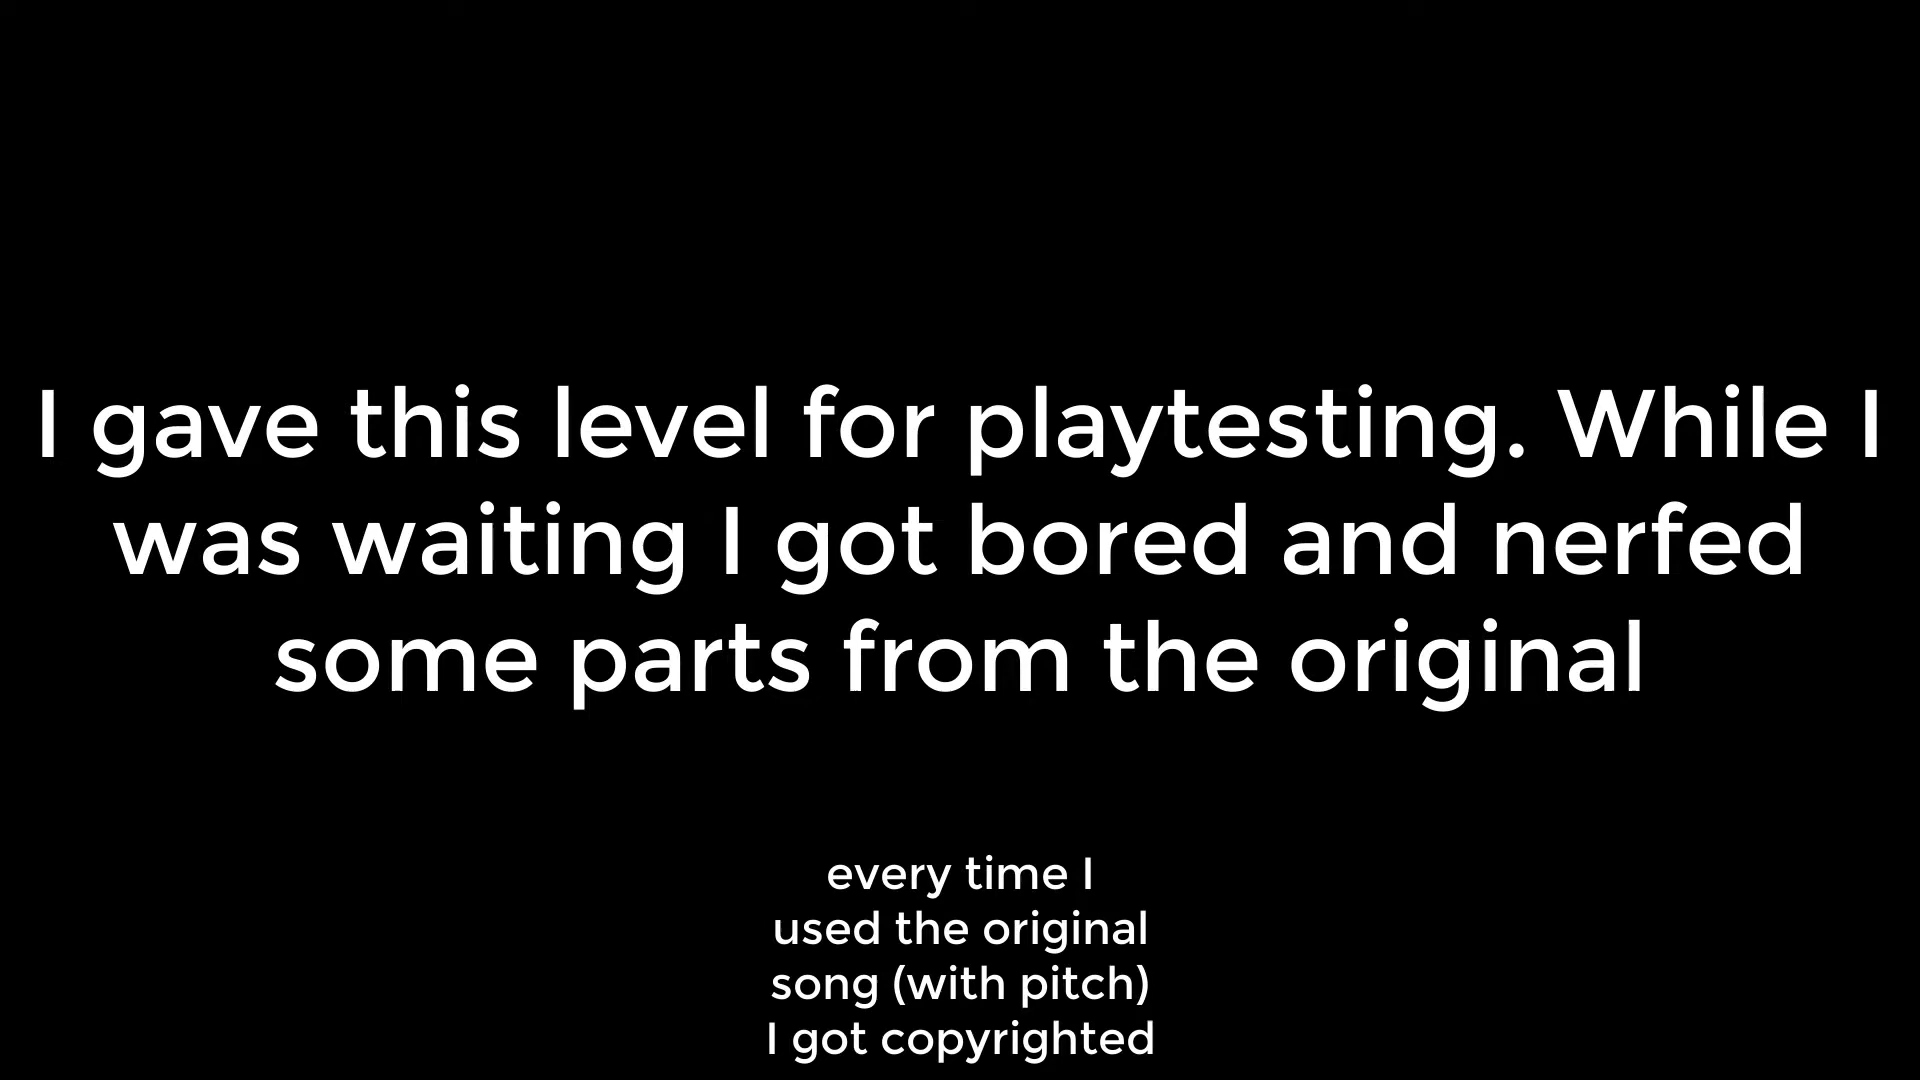 I gave this level for playtesting. While I
was waiting I got bored and nerfed
some parts from the original
every time I
used the original
song (with pitch)
I got copyrighted